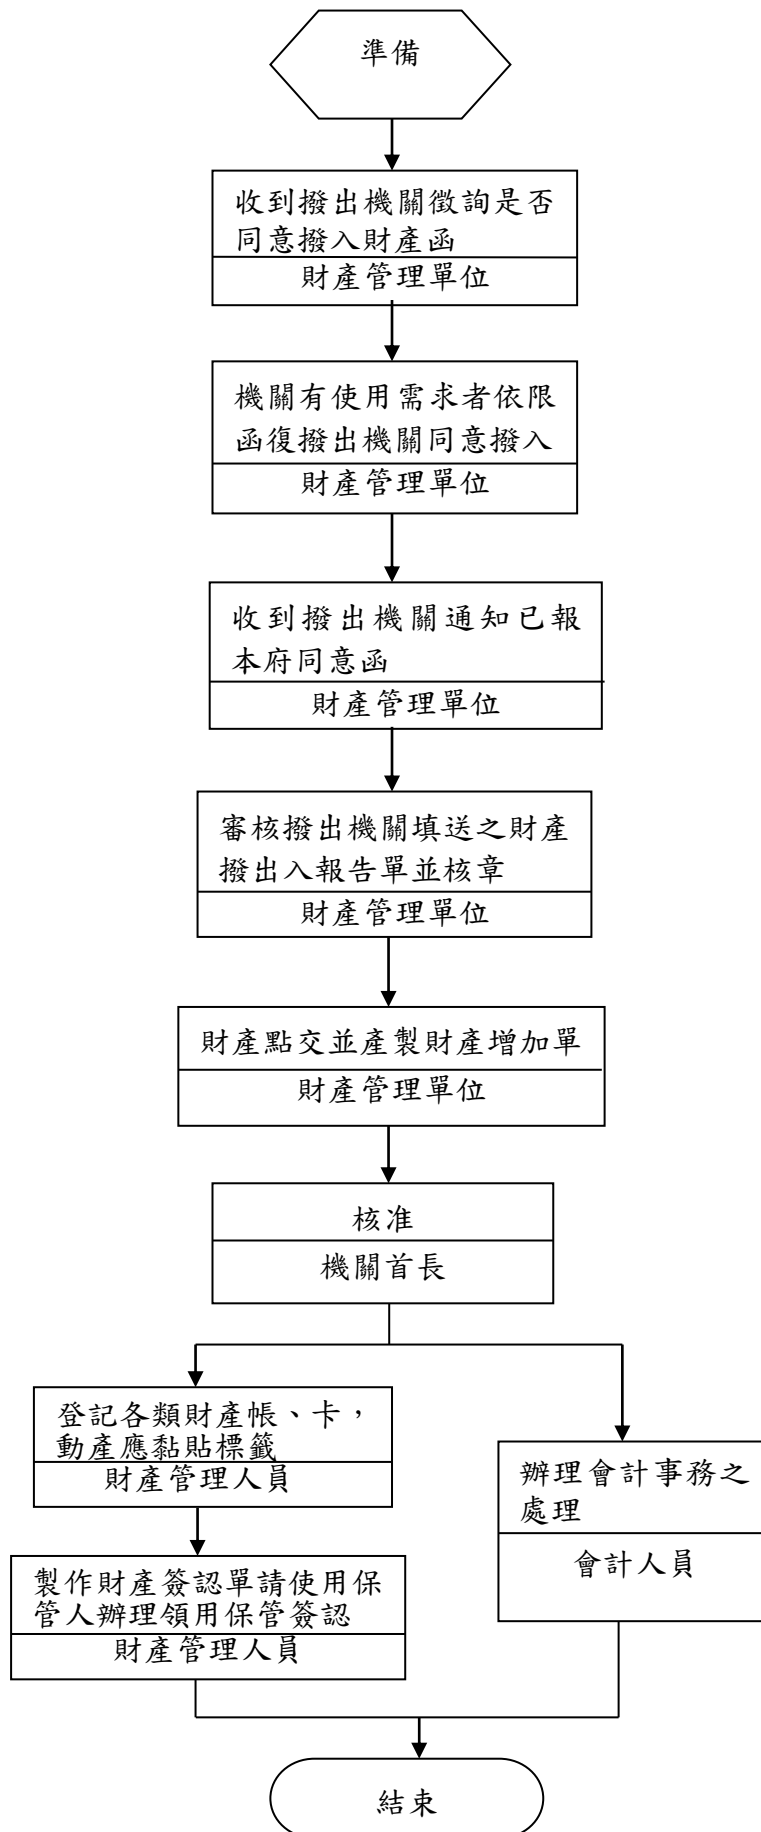 準備
收到撥出機關徵詢是否
同意撥入財產函
財產管理單位
機關有使用需求者依限
函復撥出機關同意撥入
財產管理單位
收到撥出機關通知已報
本府同意函
財產管理單位
審核撥出機關填送之財產
撥出入報告單並核章
財產管理單位
財產點交並產製財產增加單
財產管理單位
核准
機關首長
登記各類財產帳、卡，
動產應黏貼標籤
財產管理人員
製作財產簽認單請使用保
管人辦理領用保管簽認
財產管理人員
辦理會計事務之
處理
會計人員
結束